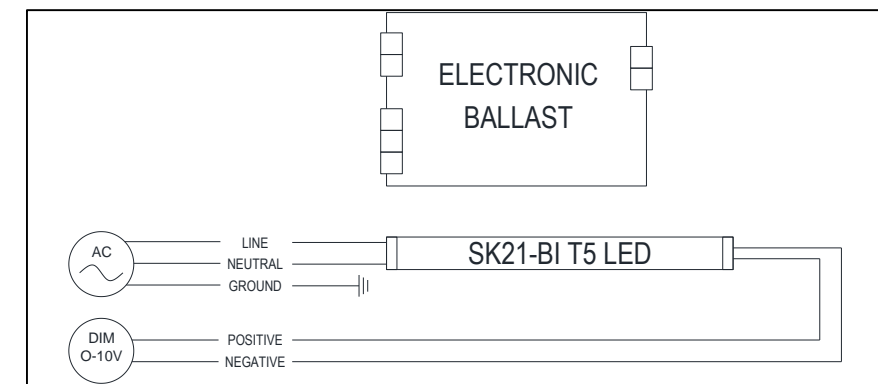 ELECTRONIC
BALLAST
AC
LINE
NEUTRAL
GROUND
SK21-BI T5 LED
DIM
O-10V
POSITIVE
NEGATIVE